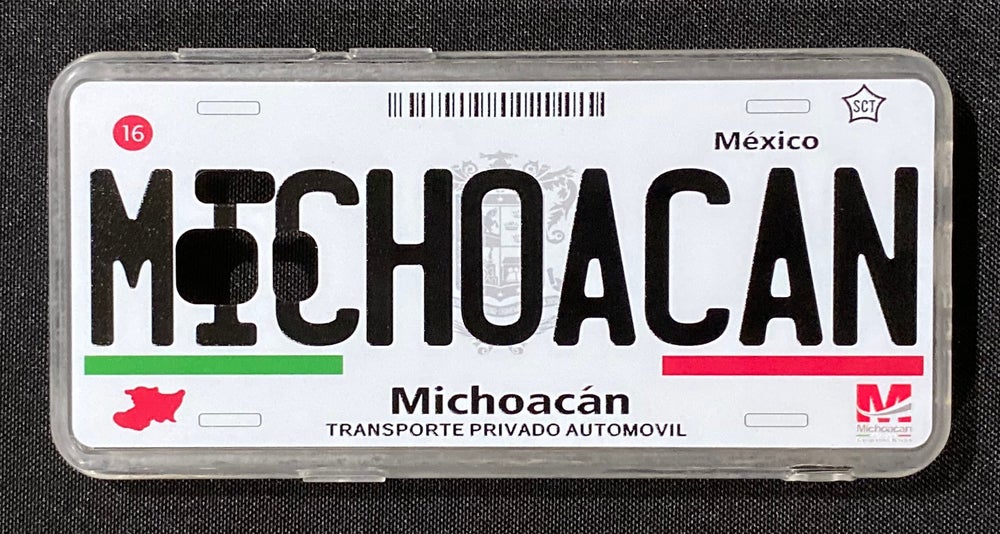 16
SCT
México
MICHOACAN
Michoacán
TRANSPORTE PRIVADO AUTOMOVIL
M
Michoacán